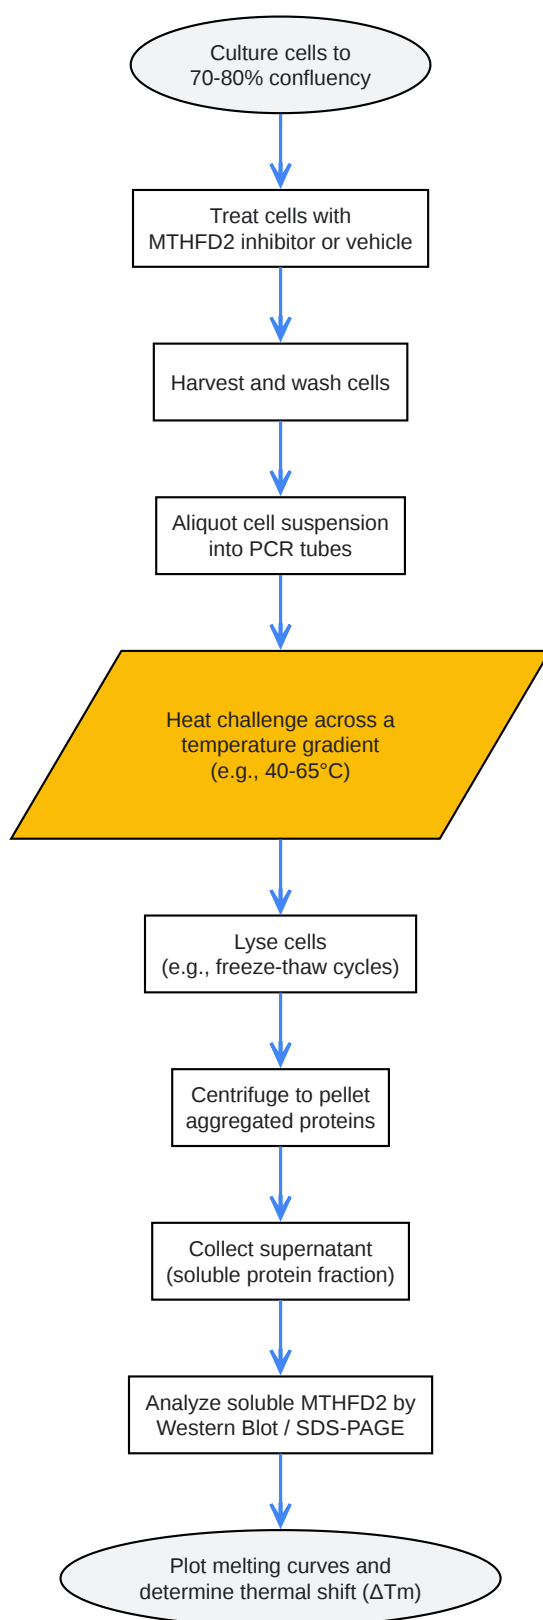 Culture cells to
70-80% confluency
Treat cells with
MTHFD2 inhibitor or vehicle
Harvest and wash cells
Aliquot cell suspension
into PCR tubes
Heat challenge across a
temperature gradient
(e.g., 40-65°C)
Lyse cells
(e.g., freeze-thaw cycles)
Centrifuge to pellet
aggregated proteins
Collect supernatant
(soluble protein fraction)
Analyze soluble MTHFD2 by
Western Blot / SDS-PAGE
Plot melting curves and
determine thermal shift (ΔTm)